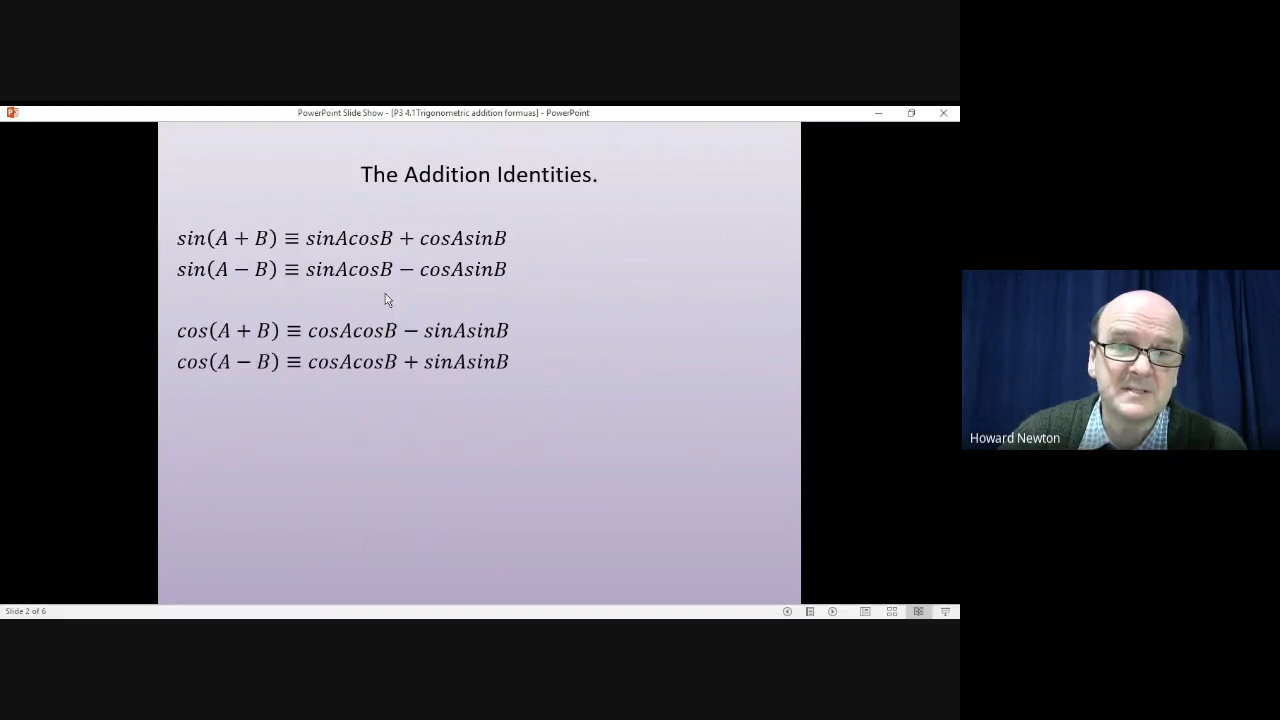 PowerPoint Slide Show - [P3 4.1Trigonometric addition formuas] - PowerPoint
The Addition Identities.
sin(A + B) ≡ sinAcosB + cosAsinB
sin(A − B) ≡ sinAcosB − cosAsinB
cos(A + B) ≡ cosAcosB − sinAsinB
cos(A − B) ≡ cosAcosB + sinAsinB
Howard Newton
Slide 2 of 6